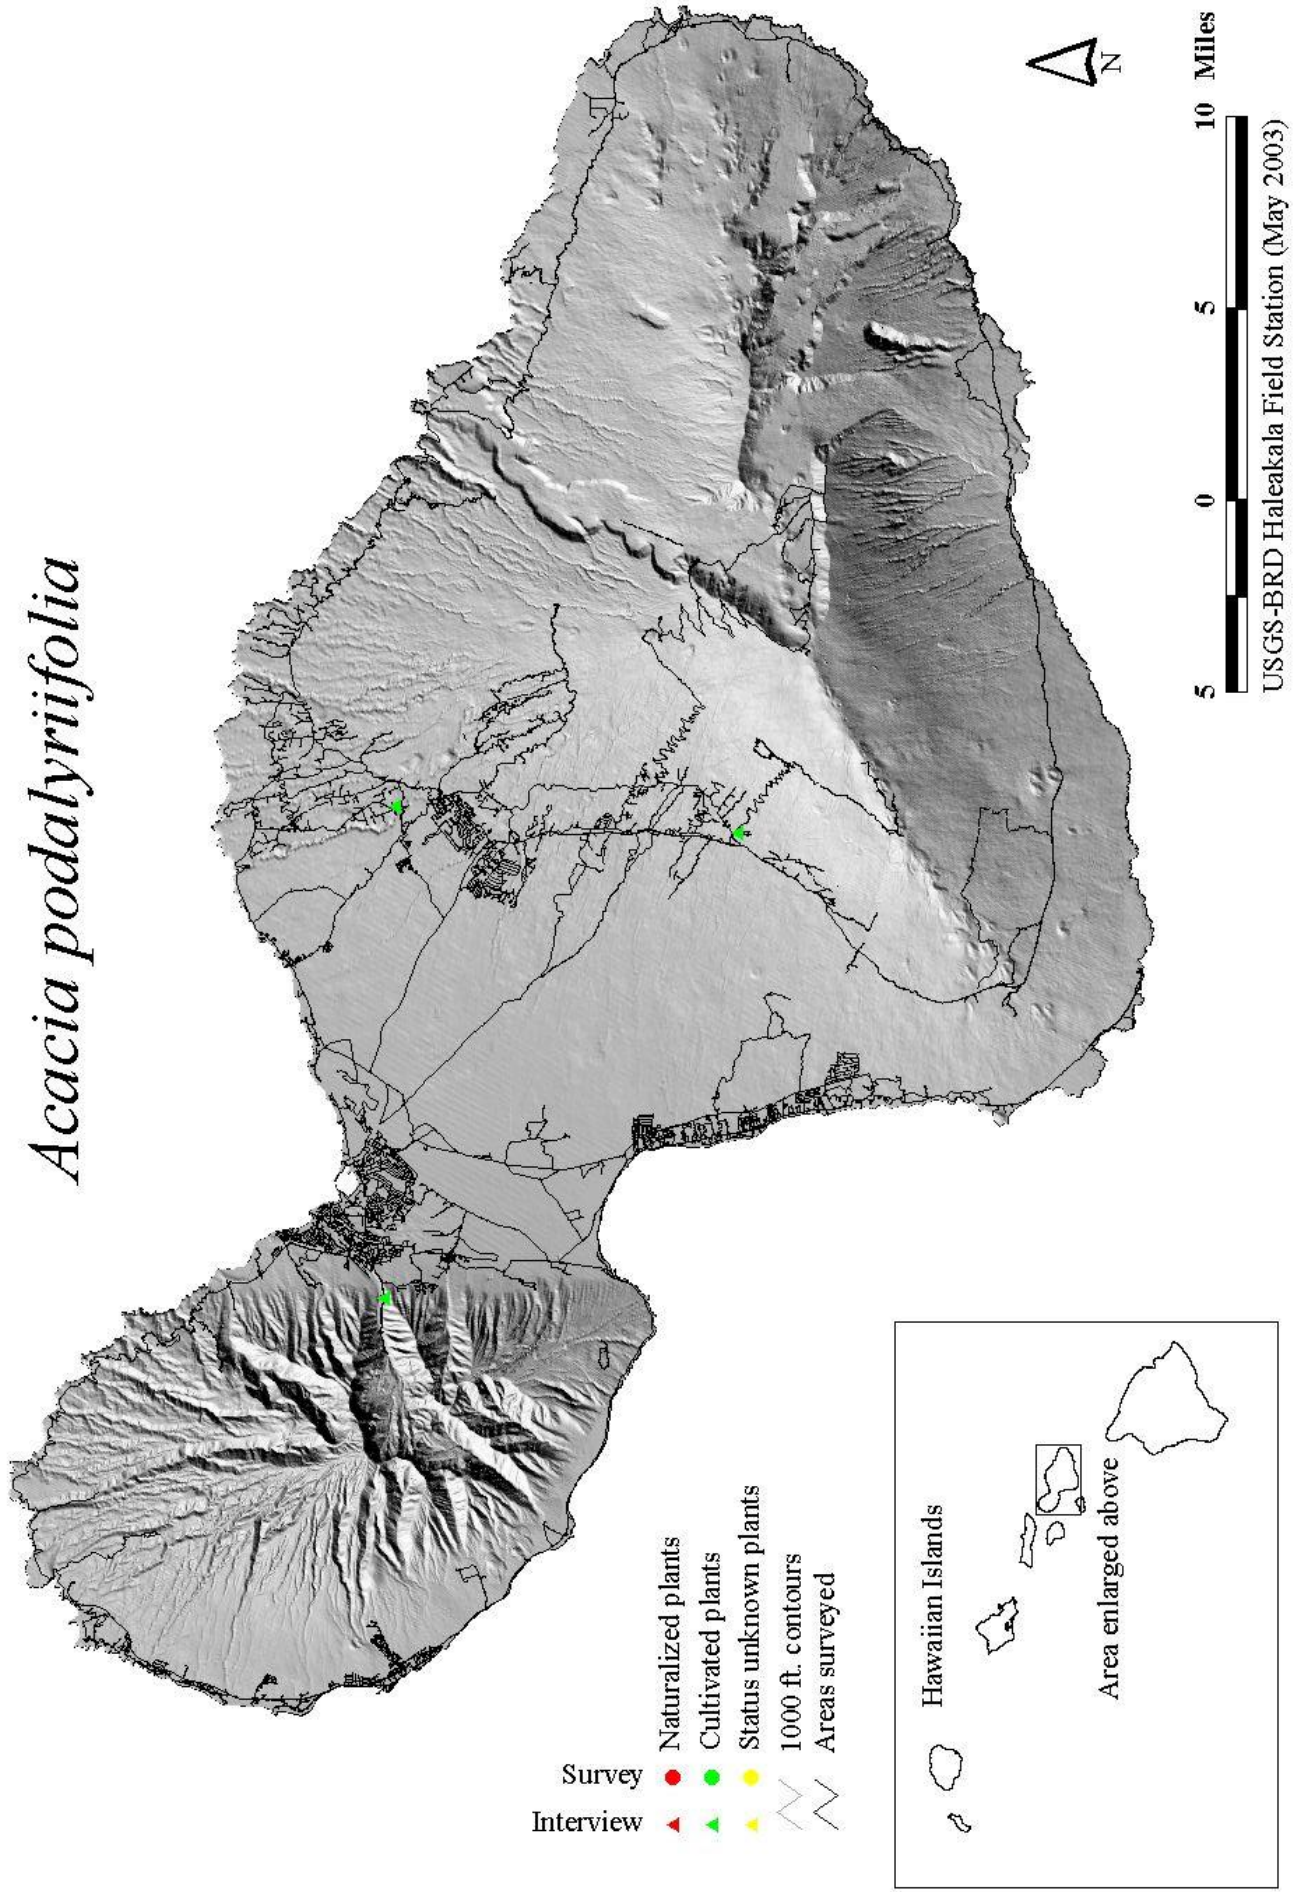 Acacia podalyriifolia
Interview Survey
Naturalized plants
Cultivated plants
Status unknown plants
1000 ft. contours
Areas surveyed
Hawaiian Islands
Area enlarged above
N
5 0 5 10 Miles
USGS-BRD Haleakala Field Station (May 2003)